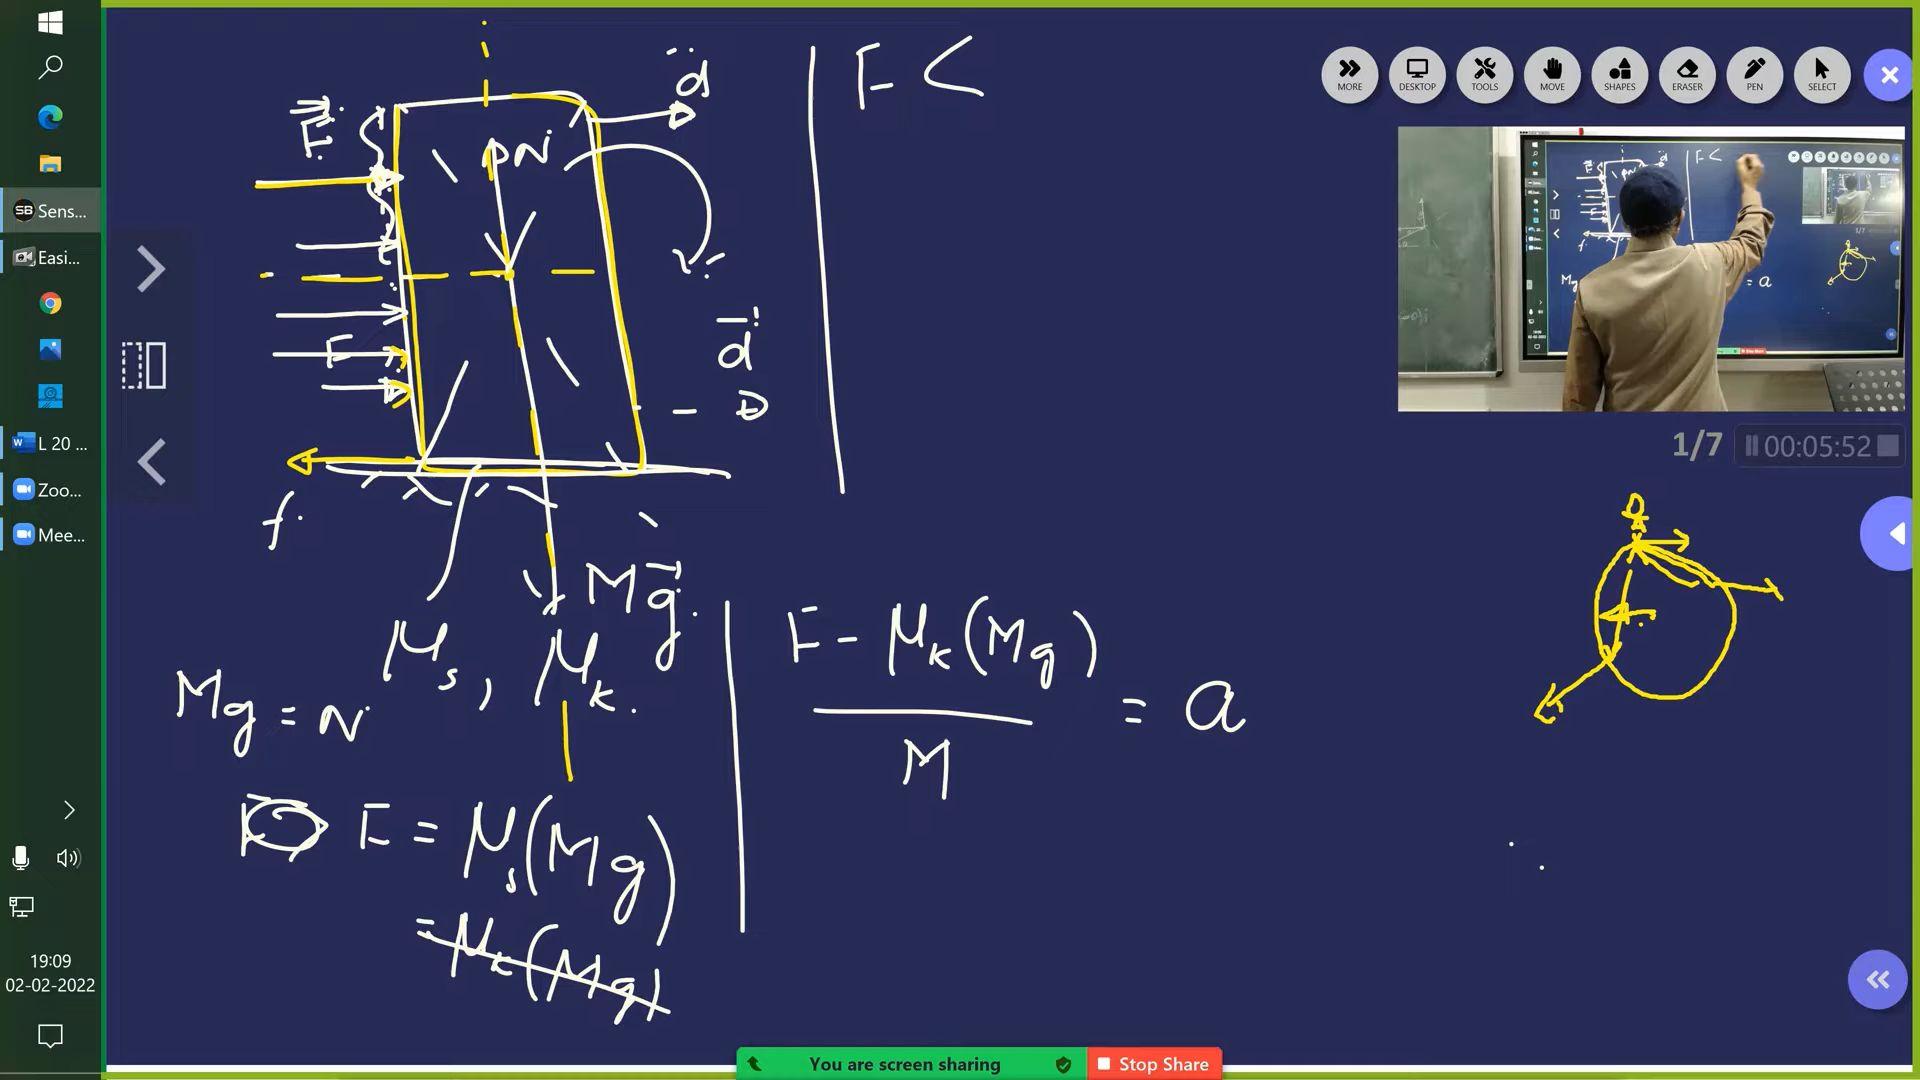 F <
MORE
DESKTOP
TOOLS
MOVE
SHAPES
ERASER
PEN
SELECT
1/7
00:05:52
SB Sens...
Easi...
L 20 ...
Zoo...
Mee...
19:09
02-02-2022
F
d
N
F
d
f
Mg
μs, μk.
Mg = N
F = μs(Mg)
= μk(Mg)
F - μk(Mg)
M
= a
You are screen sharing
Stop Share